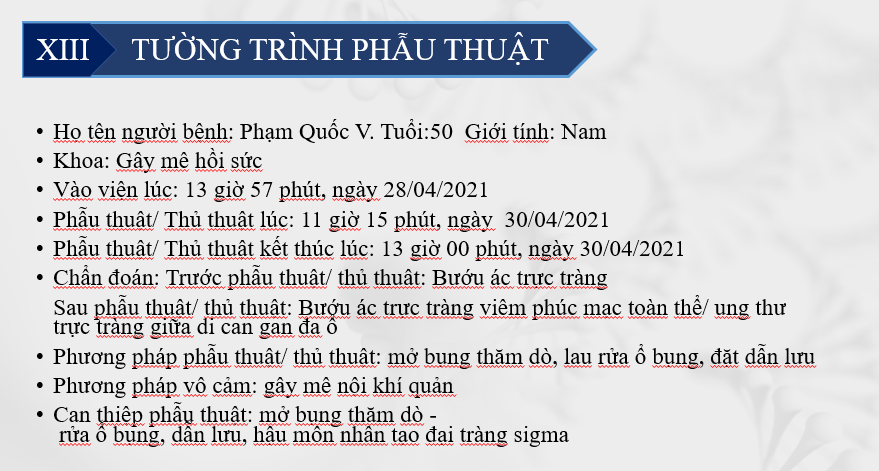 XIII TƯỜNG TRÌNH PHẪU THUẬT
• Họ tên người bệnh: Phạm Quốc V. Tuổi:50 Giới tính: Nam
• Khoa: Gây mê hồi sức
• Vào viện lúc: 13 giờ 57 phút, ngày 28/04/2021
• Phẫu thuật/ Thủ thuật lúc: 11 giờ 15 phút, ngày 30/04/2021
• Phẫu thuật/ Thủ thuật kết thúc lúc: 13 giờ 00 phút, ngày 30/04/2021
• Chẩn đoán: Trước phẫu thuật/ thủ thuật: Bướu ác trực tràng
Sau phẫu thuật/ thủ thuật: Bướu ác trực tràng viêm phúc mạc toàn thể/ ung thư
trực tràng giữa di căn gan đa ổ
• Phương pháp phẫu thuật/ thủ thuật: mở bụng thăm dò, lau rửa ổ bụng, đặt dẫn lưu
• Phương pháp vô cảm: gây mê nội khí quản
• Can thiệp phẫu thuật: mở bụng thăm dò -
rửa ổ bụng, dẫn lưu, hậu môn nhân tạo đại tràng sigma